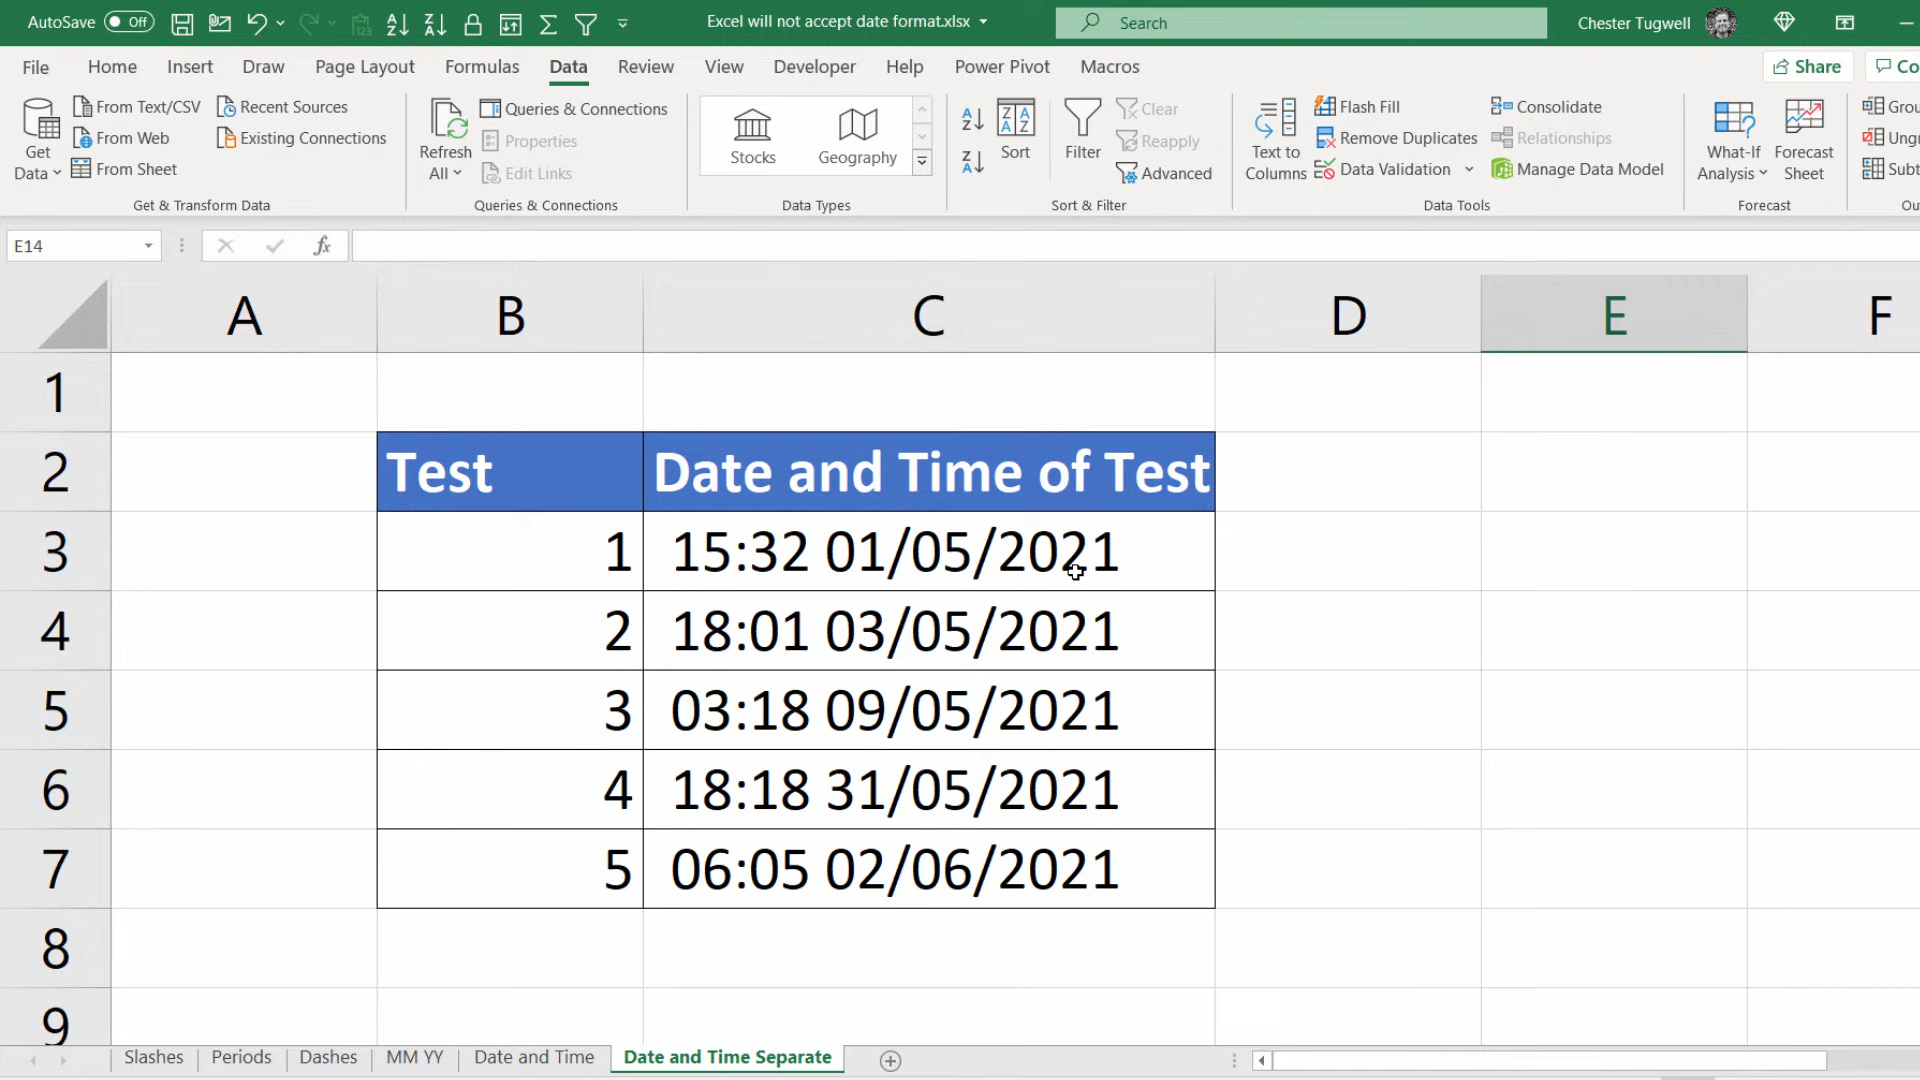 AutoSave Off Excel will not accept date format.xlsx Search Chester Tugwell
File Home Insert Draw Page Layout Formulas Data Review View Developer Help Power Pivot Macros Share Co
Get Data From Text/CSV From Web From Sheet Recent Sources Existing Connections
Get & Transform Data
Refresh All Queries & Connections Properties Edit Links
Queries & Connections
Stocks Geography
Data Types
Sort Filter Clear Reapply Advanced
Sort & Filter
Text to Columns Flash Fill Remove Duplicates Data Validation Consolidate Relationships Manage Data Model
Data Tools
What-If Analysis Forecast Sheet
Forecast
Grou
Ungr
Subt
Ou
E14 fx
A B C D E F
1
2 Test Date and Time of Test
3 1 15:32 01/05/2021
4 2 18:01 03/05/2021
5 3 03:18 09/05/2021
6 4 18:18 31/05/2021
7 5 06:05 02/06/2021
8
9
Slashes Periods Dashes MM YY Date and Time Date and Time Separate